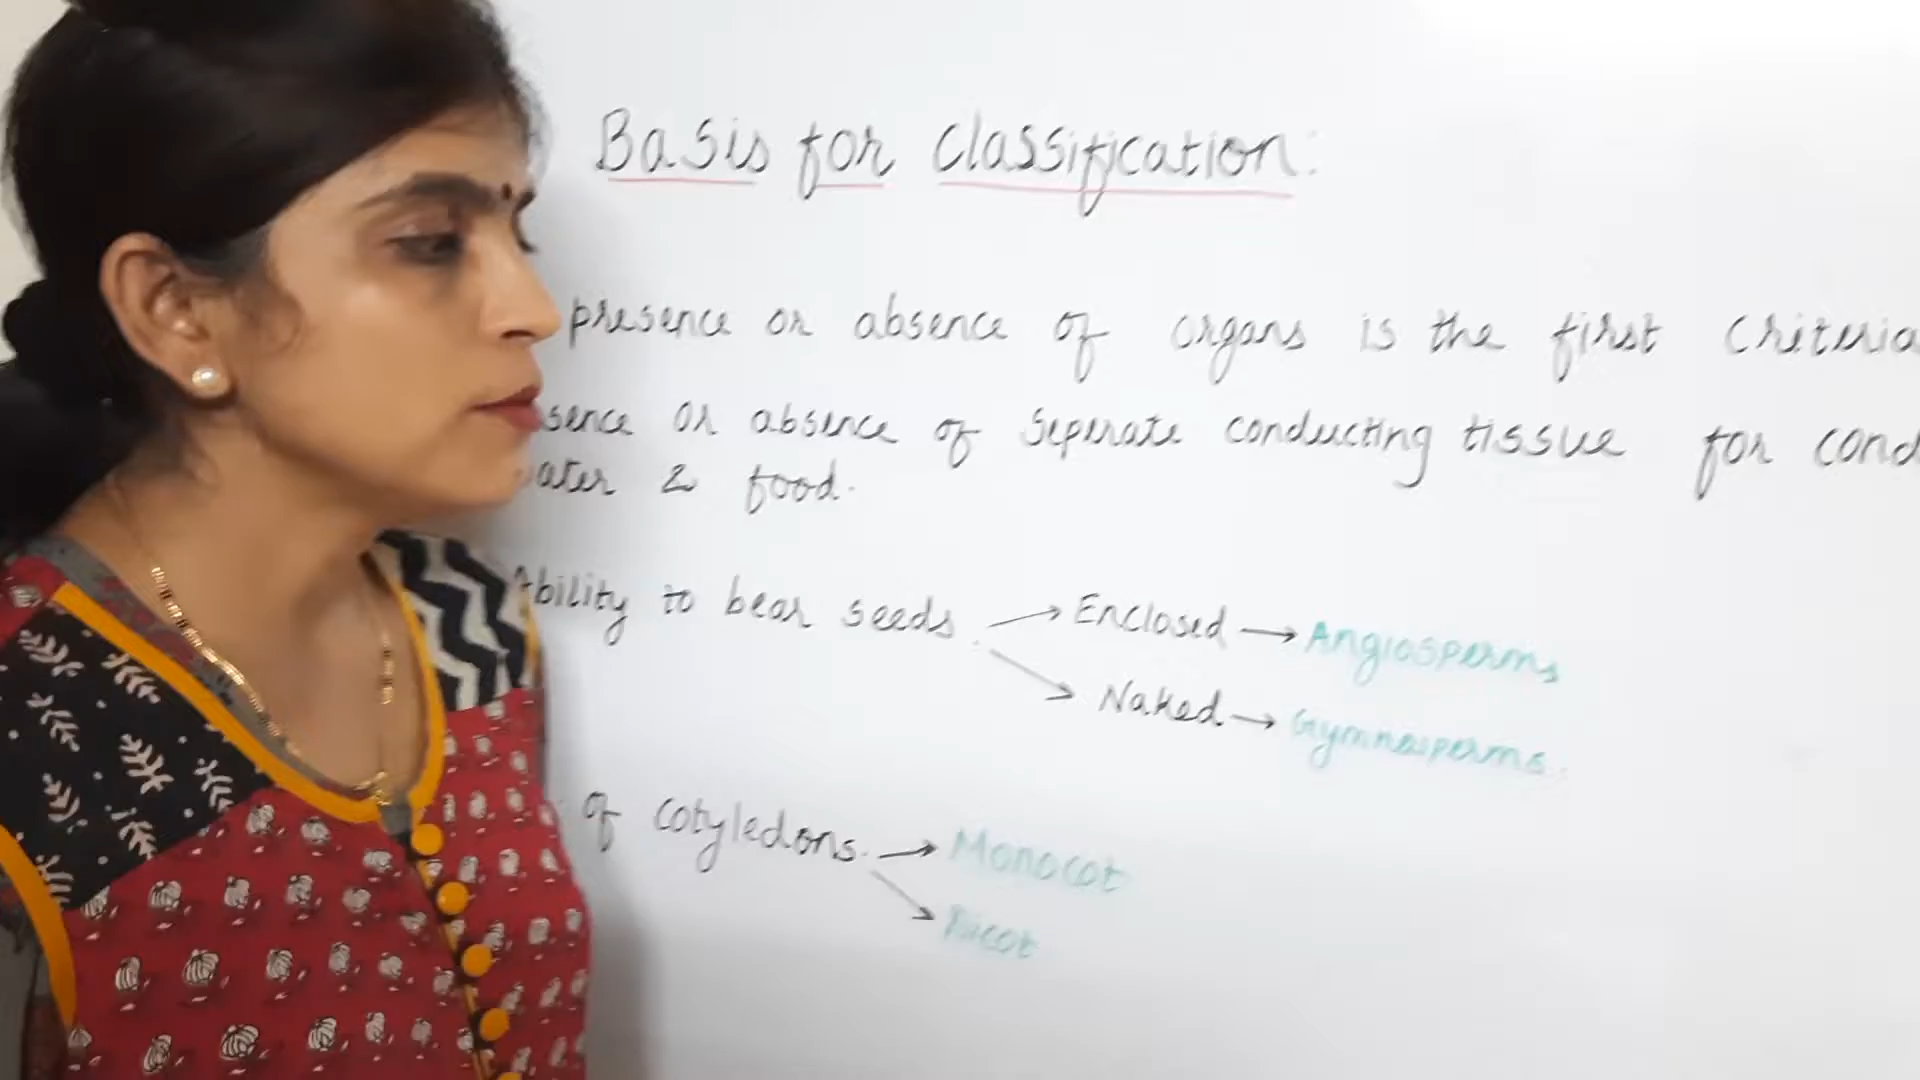 Basis for Classification:
presence or absence of organs is the first Criteria
sence or absence of Seperate conducting tissue for cond
ater & food.
Ability to bear seeds. → Enclosed → Angiosperms
→ Naked → Gymnosperms.
of cotyledons. → Monocot
→ Dicot